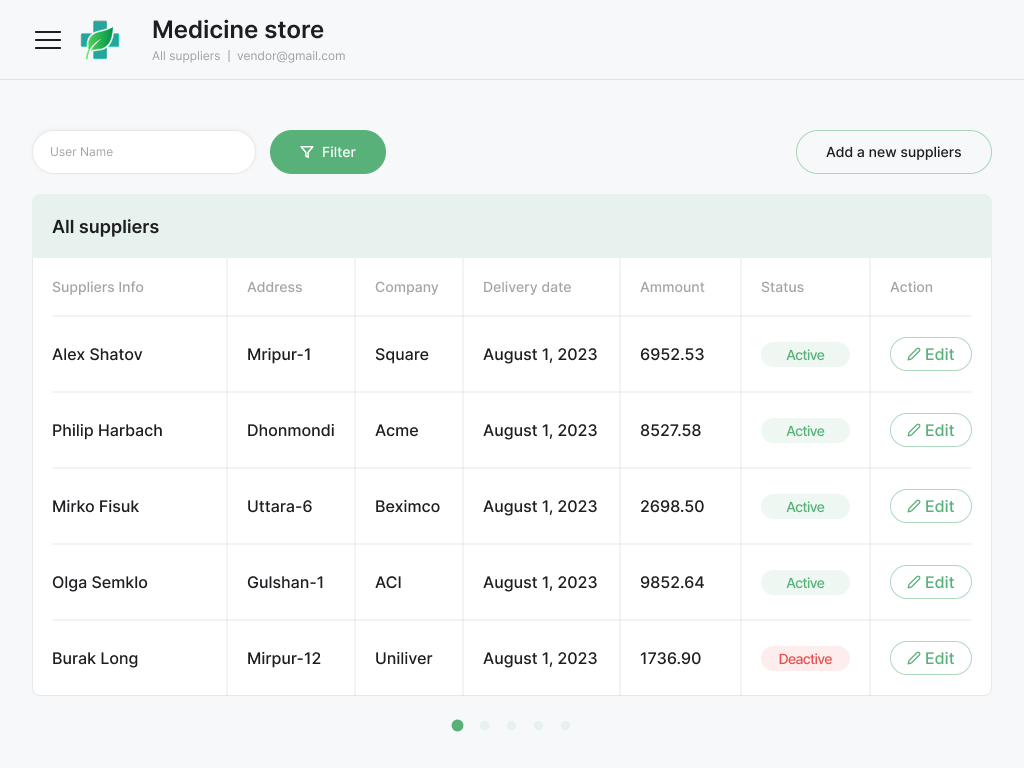 Medicine store
All suppliers | vendor@gmail.com
User Name
Filter
Add a new suppliers
All suppliers
Suppliers Info Address Company Delivery date Ammount Status Action
Alex Shatov Mripur-1 Square August 1, 2023 6952.53 Active Edit
Philip Harbach Dhonmondi Acme August 1, 2023 8527.58 Active Edit
Mirko Fisuk Uttara-6 Beximco August 1, 2023 2698.50 Active Edit
Olga Semklo Gulshan-1 ACI August 1, 2023 9852.64 Active Edit
Burak Long Mirpur-12 Uniliver August 1, 2023 1736.90 Deactive Edit